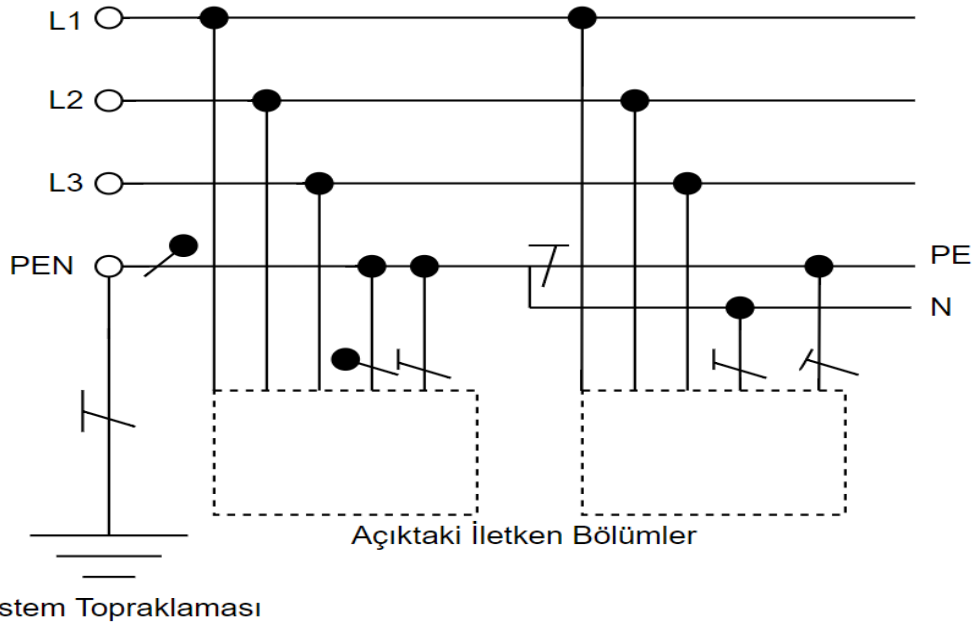 L1
L2
L3
PEN
PE
N
Açıktaki İletken Bölümler
stem Topraklaması